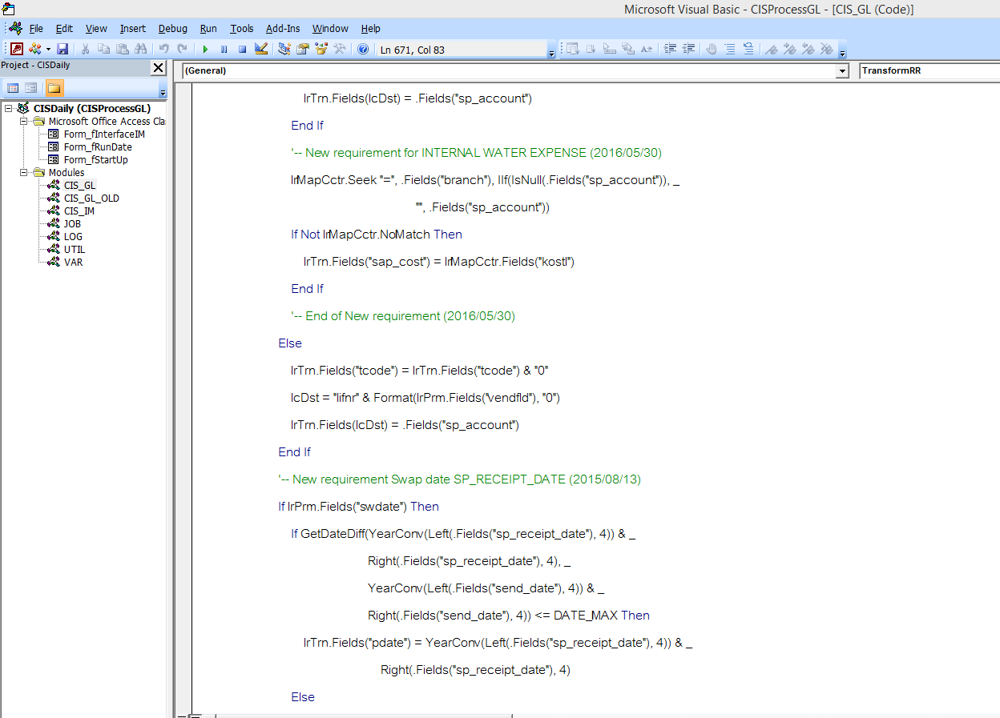 Microsoft Visual Basic - CISProcessGL - [CIS_GL (Code)]
File Edit View Insert Debug Run Tools Add-Ins Window Help
Ln 671, Col 83
Project - CISDaily
(General)
TransformRR
CISDaily (CISProcessGL)
Microsoft Office Access Cla
Form_fInterfaceIM
Form_fRunDate
Form_fStartUp
Modules
CIS_GL
CIS_GL_OLD
CIS_IM
JOB
LOG
UTIL
VAR
lrTrn.Fields(lcDst) = .Fields("sp_account")
End If
'-- New requirement for INTERNAL WATER EXPENSE (2016/05/30)
lrMapCctr.Seek "=", .Fields("branch"), IIf(IsNull(.Fields("sp_account")), _
"", .Fields("sp_account"))
If Not lrMapCctr.NoMatch Then
lrTrn.Fields("sap_cost") = lrMapCctr.Fields("kostl")
End If
'-- End of New requirement (2016/05/30)
Else
lrTrn.Fields("tcode") = lrTrn.Fields("tcode") & "0"
lcDst = "lifnr" & Format(lrPrm.Fields("vendfld"), "0")
lrTrn.Fields(lcDst) = .Fields("sp_account")
End If
'-- New requirement Swap date SP_RECEIPT_DATE (2015/08/13)
If lrPrm.Fields("swdate") Then
If GetDateDiff(YearConv(Left(.Fields("sp_receipt_date"), 4)) & _
Right(.Fields("sp_receipt_date"), 4), _
YearConv(Left(.Fields("send_date"), 4)) & _
Right(.Fields("send_date"), 4)) <= DATE_MAX Then
lrTrn.Fields("pdate") = YearConv(Left(.Fields("sp_receipt_date"), 4)) & _
Right(.Fields("sp_receipt_date"), 4)
Else